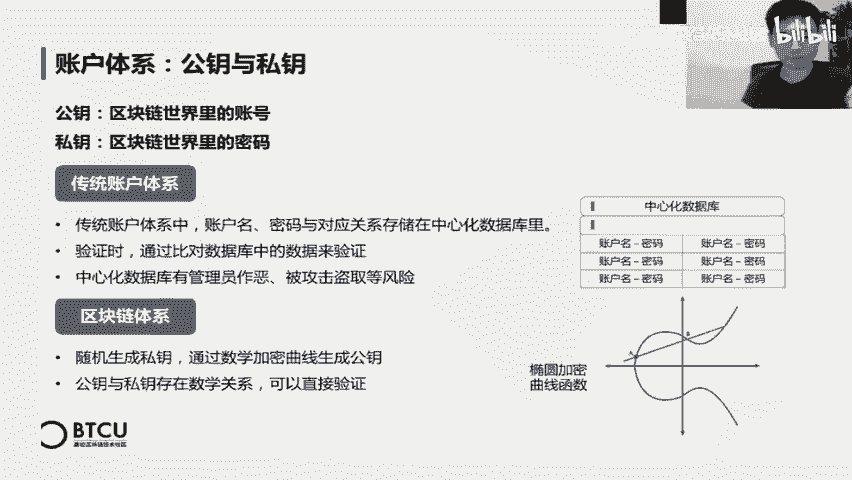 bilibili
账户体系：公钥与私钥
公钥：区块链世界里的账号
私钥：区块链世界里的密码
传统账户体系
• 传统账户体系中，账户名、密码与对应关系存储在中心化数据库里。
• 验证时，通过比对数据库中的数据来验证
• 中心化数据库有管理员作恶、被攻击盗取等风险
中心化数据库
账户名－密码 账户名－密码
账户名－密码 账户名－密码
账户名－密码 账户名－密码
区块链体系
• 随机生成私钥，通过数学加密曲线生成公钥
• 公钥与私钥存在数学关系，可以直接验证
椭圆加密
曲线函数
BTCU